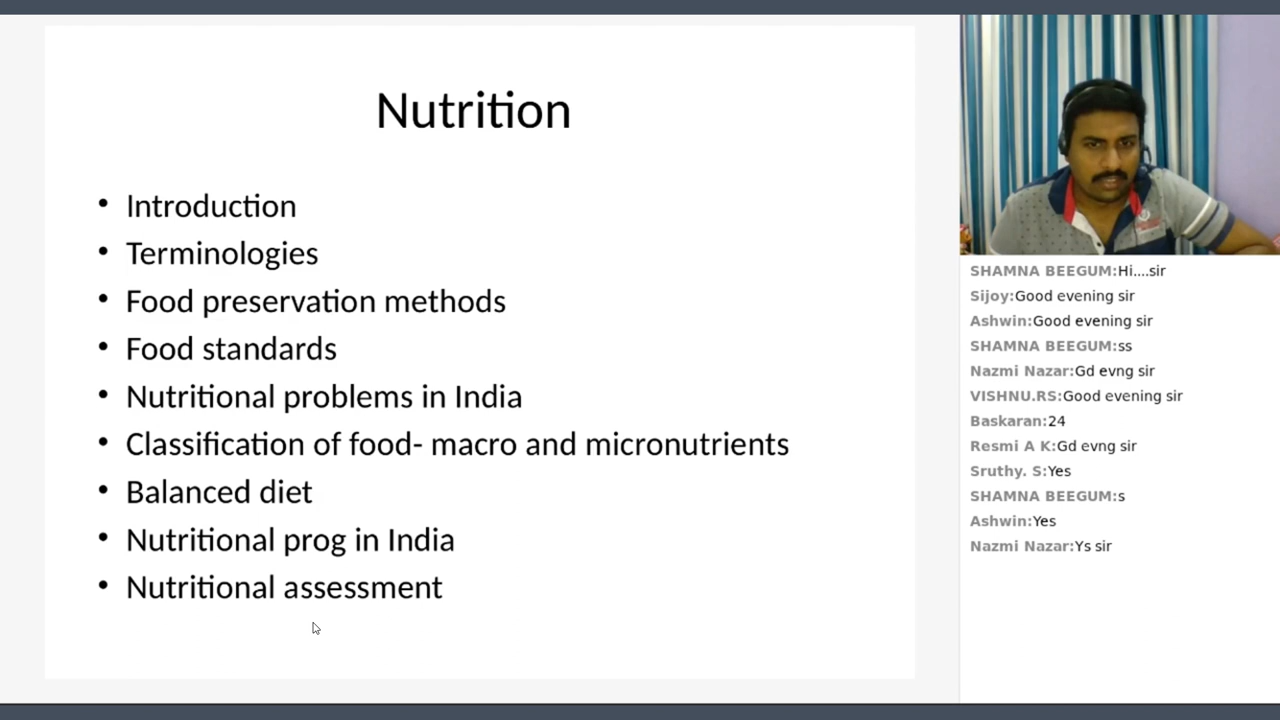 Nutrition
• Introduction
• Terminologies
• Food preservation methods
• Food standards
• Nutritional problems in India
• Classification of food- macro and micronutrients
• Balanced diet
• Nutritional prog in India
• Nutritional assessment
SHAMNA BEEGUM:Hi....sir
Sijoy:Good evening sir
Ashwin:Good evening sir
SHAMNA BEEGUM:ss
Nazmi Nazar:Gd evng sir
VISHNU.RS:Good evening sir
Baskaran:24
Resmi A K:Gd evng sir
Sruthy. S:Yes
SHAMNA BEEGUM:s
Ashwin:Yes
Nazmi Nazar:Ys sir